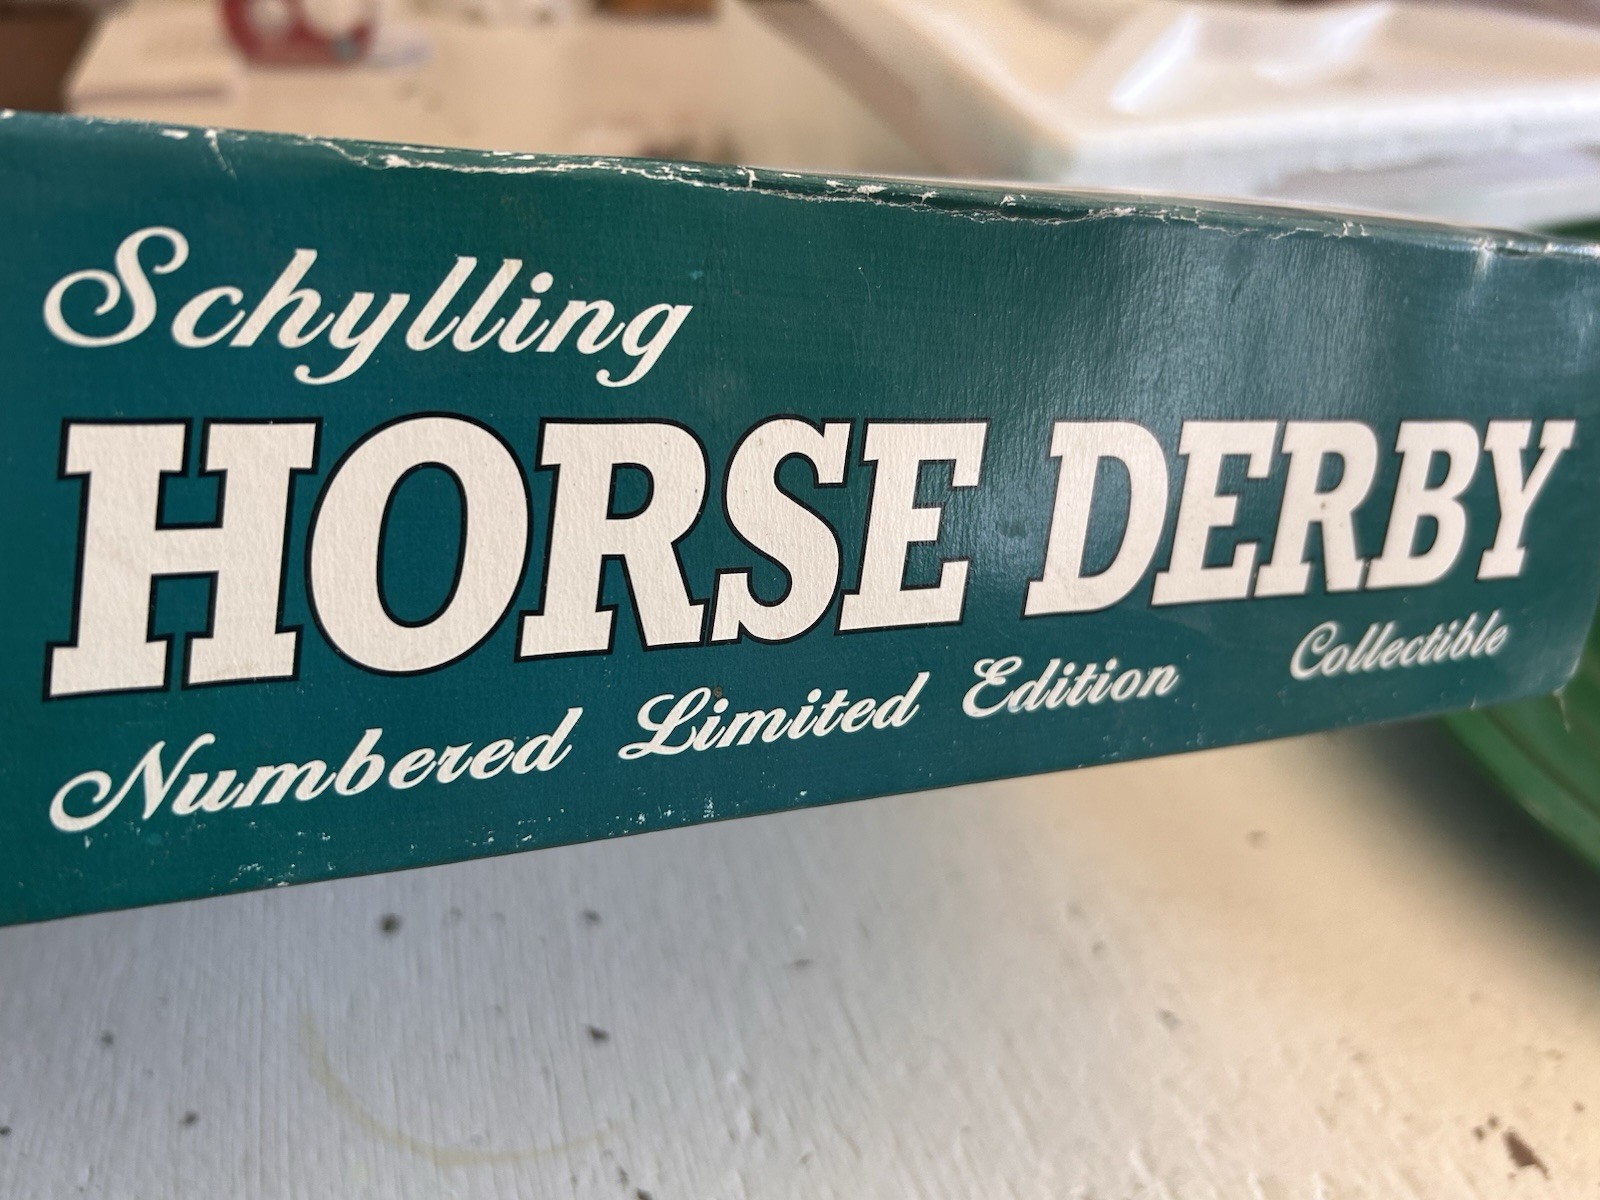 Schylling
HORSE DERBY
Numbered Limited Edition Collectible